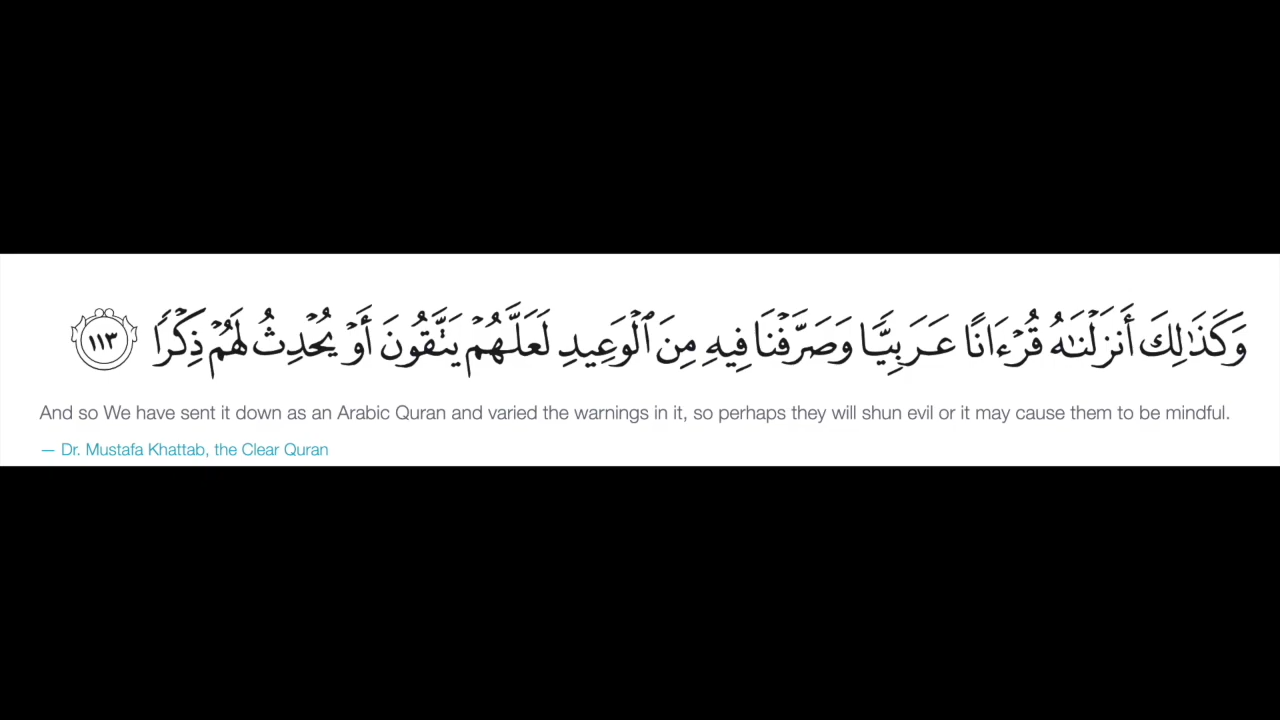 وَكَذَٰلِكَ أَنزَلْنَـٰهُ قُرْءَانًا عَرَبِيًّا وَصَرَّفْنَا فِيهِ مِنَ ٱلْوَعِيدِ لَعَلَّهُمْ يَتَّقُونَ أَوْ يُحْدِثُ لَهُمْ ذِكْرًا ١١٣
And so We have sent it down as an Arabic Quran and varied the warnings in it, so perhaps they will shun evil or it may cause them to be mindful.
— Dr. Mustafa Khattab, the Clear Quran